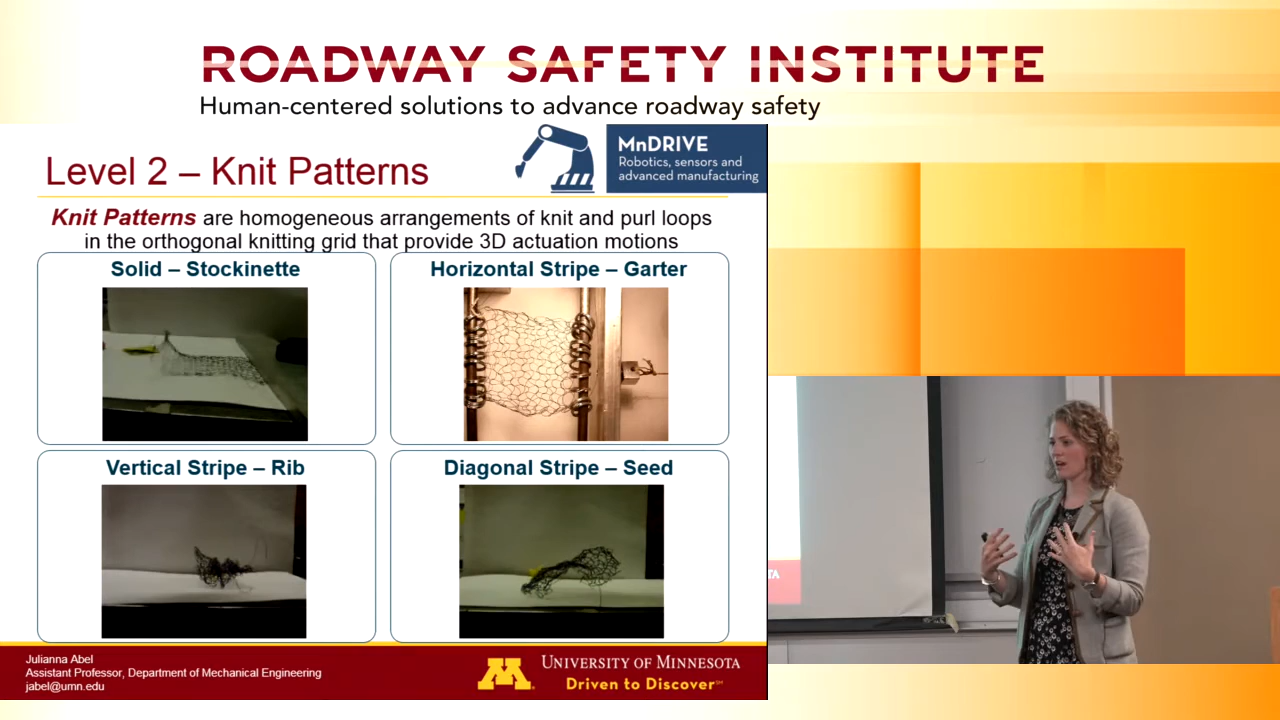 ROADWAY SAFETY INSTITUTE
Human-centered solutions to advance roadway safety
MnDRIVE
Robotics, sensors and
advanced manufacturing
Level 2 – Knit Patterns
Knit Patterns are homogeneous arrangements of knit and purl loops
in the orthogonal knitting grid that provide 3D actuation motions
Solid – Stockinette
Horizontal Stripe – Garter
Vertical Stripe – Rib
Diagonal Stripe – Seed
TA
Julianna Abel
Assistant Professor, Department of Mechanical Engineering
jabel@umn.edu
UNIVERSITY OF MINNESOTA
Driven to Discover℠